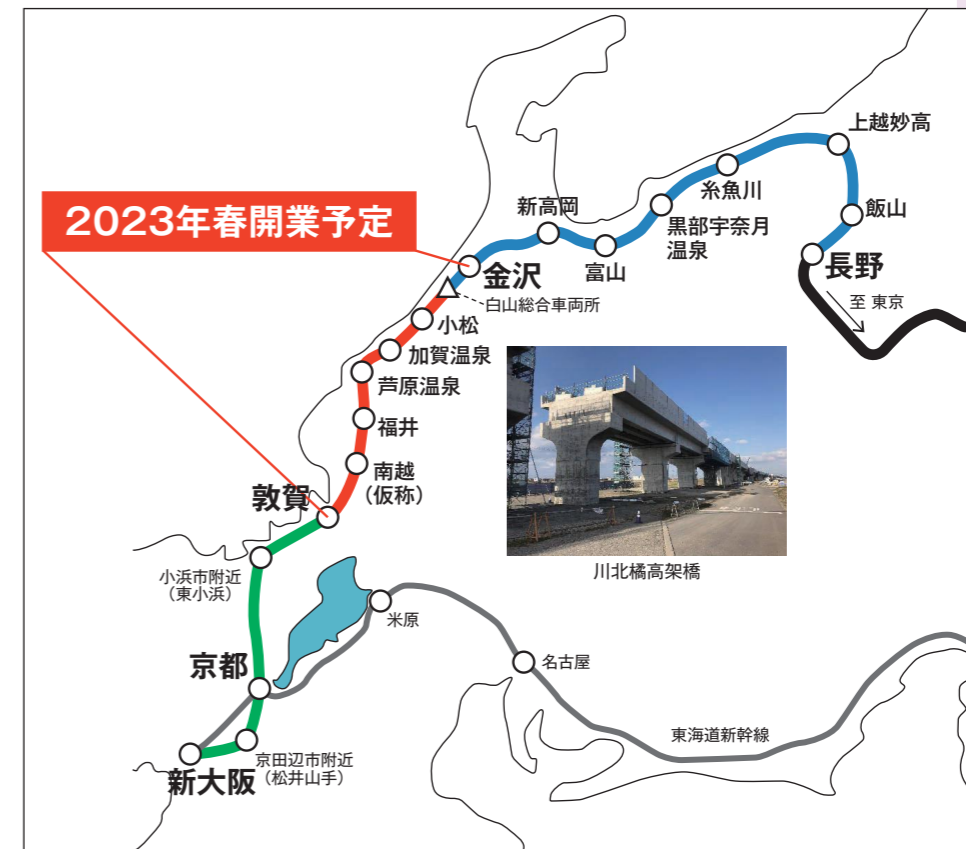 上越妙高
糸魚川
新高岡
飯山
2023年春開業予定
黒部宇奈月
温泉
富山
長野
金沢
至 東京
白山総合車両所
小松
加賀温泉
芦原温泉
福井
南越
（仮称）
敦賀
川北橘高架橋
小浜市附近
（東小浜）
米原
京都
名古屋
東海道新幹線
京田辺市附近
（松井山手）
新大阪